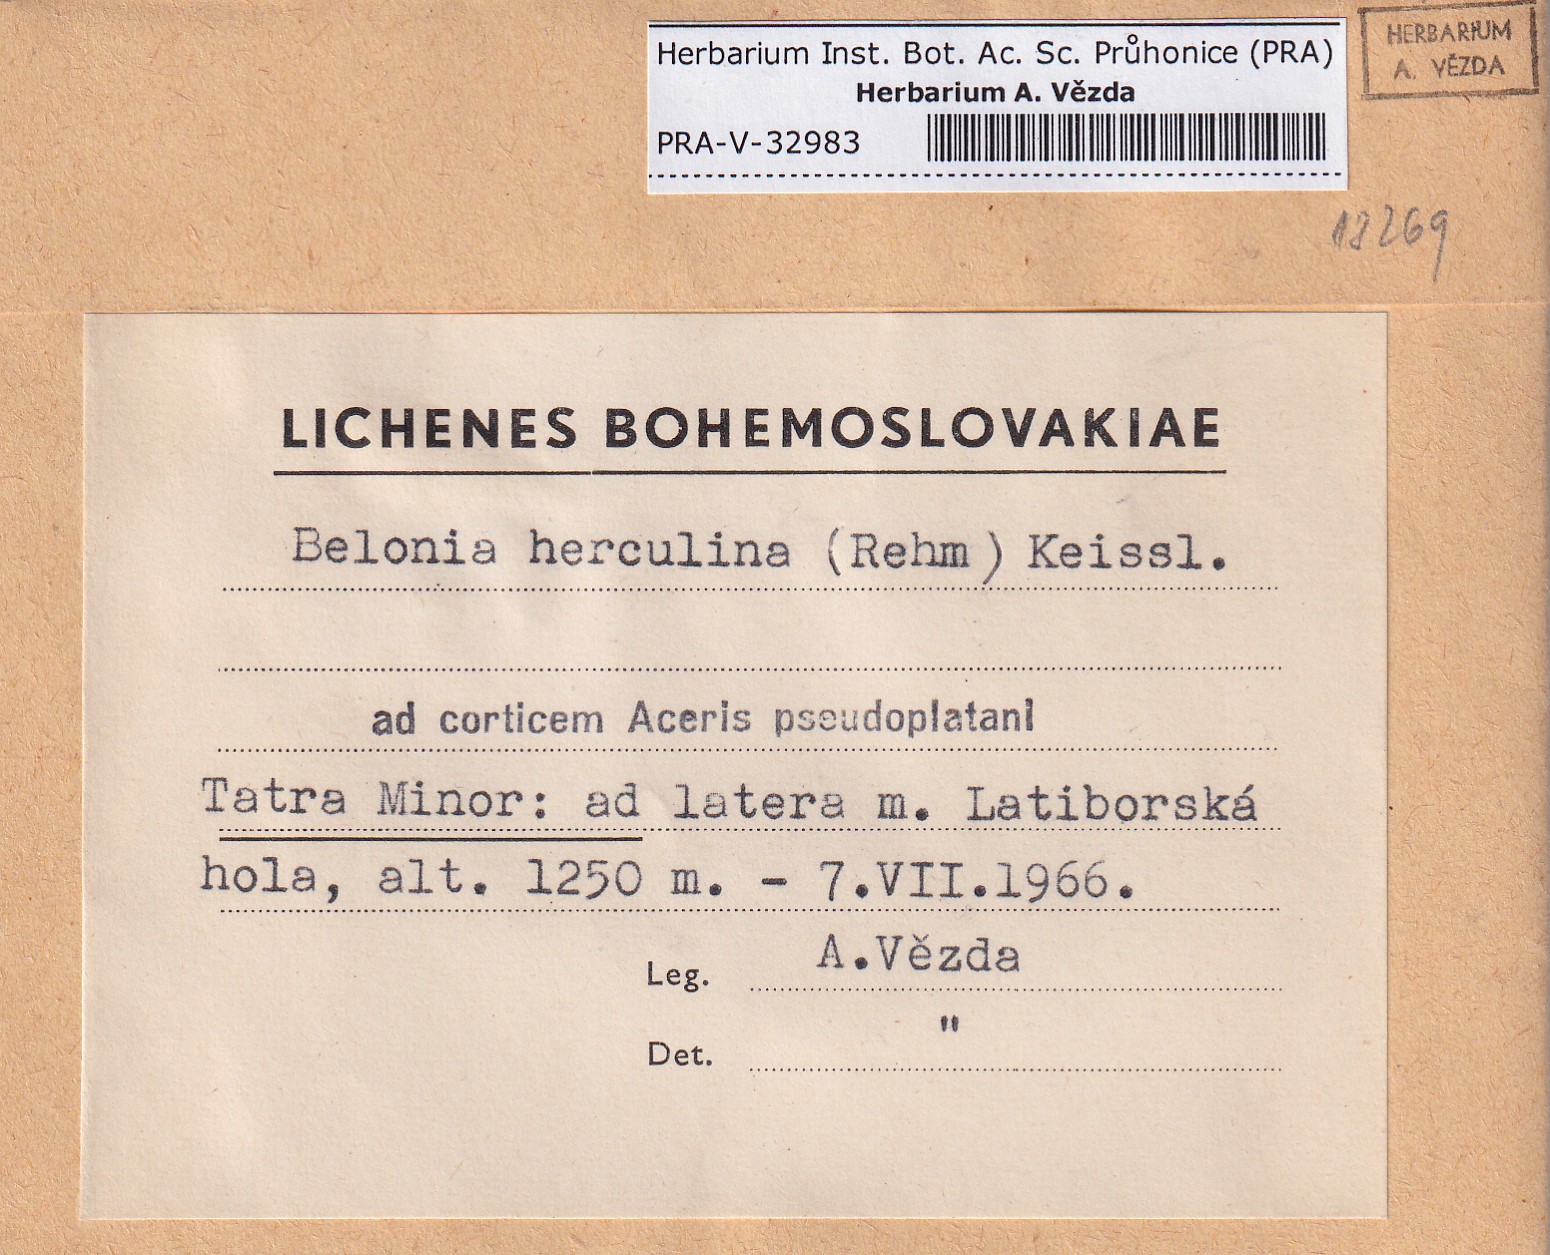 Herbarium Inst. Bot. Ac. Sc. Průhonice (PRA)
Herbarium A. Vězda
PRA-V-32983
HERBARIUM
A. VĚZDA
18269
LICHENES BOHEMOSLOVAKIAE
Belonia herculina (Rehm) Keissl.
ad corticem Aceris pseudoplatani
Tatra Minor: ad latera m. Latiborská
hola, alt. 1250 m. - 7.VII.1966.
Leg. A.Vězda
Det. "